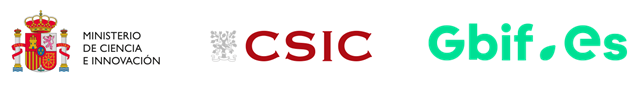 MINISTERIO
DE CIENCIA
E INNOVACIÓN
CSIC
Gbif.es